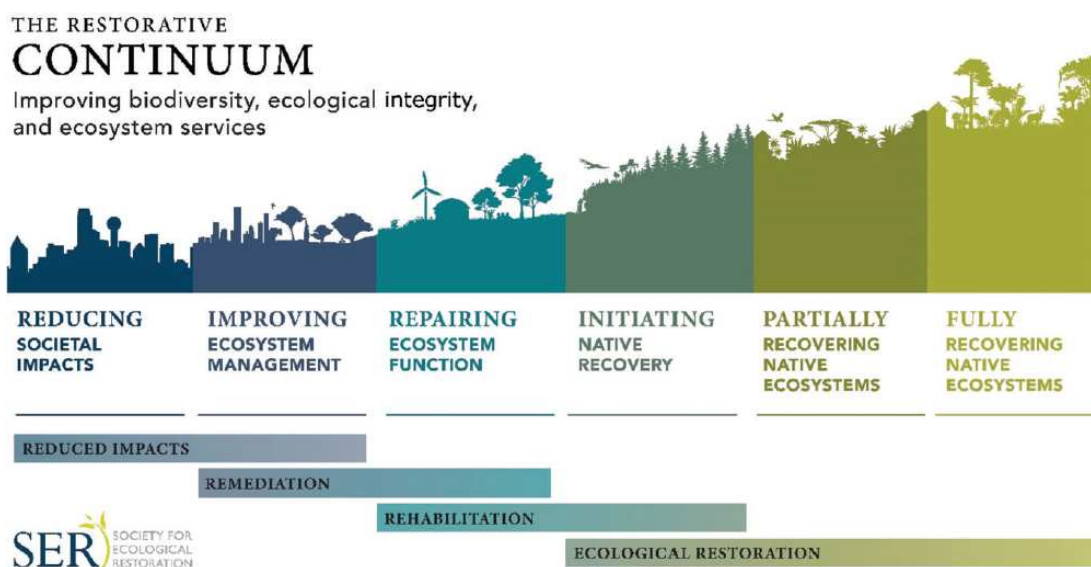 THE RESTORATIVE
CONTINUUM
Improving biodiversity, ecological integrity,
and ecosystem services
REDUCING
SOCIETAL
IMPACTS
IMPROVING
ECOSYSTEM
MANAGEMENT
REPAIRING
ECOSYSTEM
FUNCTION
INITIATING
NATIVE
RECOVERY
PARTIALLY
RECOVERING
NATIVE
ECOSYSTEMS
FULLY
RECOVERING
NATIVE
ECOSYSTEMS
REDUCED IMPACTS
REMEDIATION
REHABILITATION
ECOLOGICAL RESTORATION
SER
SOCIETY FOR
ECOLOGICAL
RESTORATION